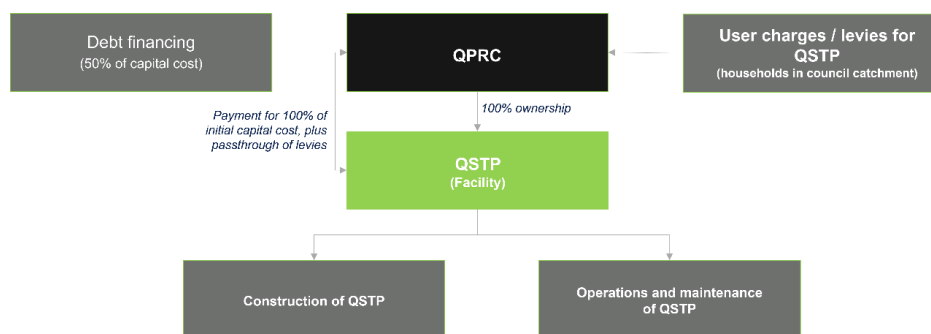 Debt financing
(50% of capital cost)
QPRC
User charges / levies for
QSTP
(households in council catchment)
Payment for 100% of
initial capital cost, plus
passthrough of levies
100% ownership
QSTP
(Facility)
Construction of QSTP
Operations and maintenance
of QSTP